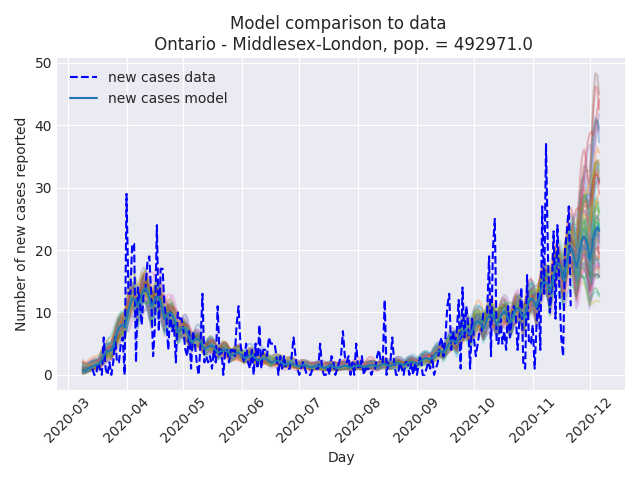 Model comparison to data
Ontario - Middlesex-London, pop. = 492971.0
new cases data
new cases model
Number of new cases reported
50
40
30
20
10
0
2020-03
2020-04
2020-05
2020-06
2020-07
2020-08
2020-09
2020-10
2020-11
2020-12
Day